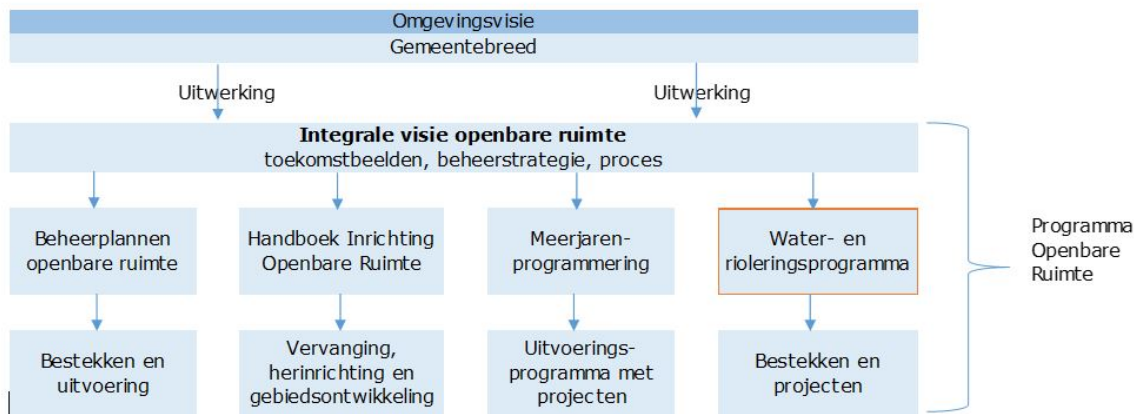 Omgevingsvisie
Gemeentebreed
Uitwerking
Uitwerking
Integrale visie openbare ruimte
toekomstbeelden, beheerstrategie, proces
Beheerplannen
openbare ruimte
Handboek Inrichting
Openbare Ruimte
Meerjaren-
programmering
Water- en
rioleringsprogramma
Programma
Openbare
Ruimte
Bestekken en
uitvoering
Vervanging,
herinrichting en
gebiedsontwikkeling
Uitvoerings-
programma met
projecten
Bestekken en
projecten